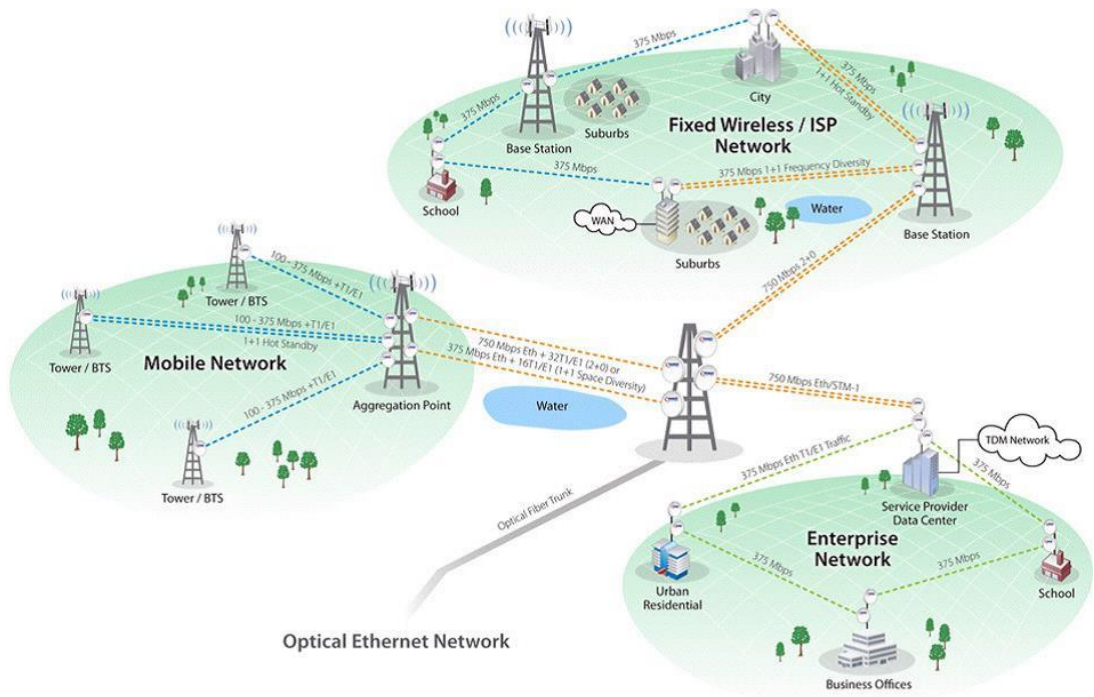 375 Mbps
375 Mbps
1+1 Hot Standby
City
375 Mbps
Suburbs
Base Station
Fixed Wireless / ISP
Network
375 Mbps
375 Mbps 1+1 Frequency Diversity
School
WAN
Water
Base Station
Suburbs
750 Mbps 2+0
100 - 375 Mbps +T1/E1
Tower / BTS
100 - 375 Mbps +T1/E1
1+1 Hot Standby
Tower / BTS
Mobile Network
100 - 375 Mbps +T1/E1
Aggregation Point
Tower / BTS
750 Mbps Eth + 32T1/E1 (2+0) or
375 Mbps Eth + 16T1/E1 (1+1 Space Diversity)
Water
750 Mbps Eth/STM-1
TDM Network
375 Mbps Eth T1/E1 Traffic
375 Mbps
Service Provider
Data Center
Optical Fiber Trunk
Enterprise
Network
Urban
Residential
375 Mbps
375 Mbps
School
Business Offices
Optical Ethernet Network